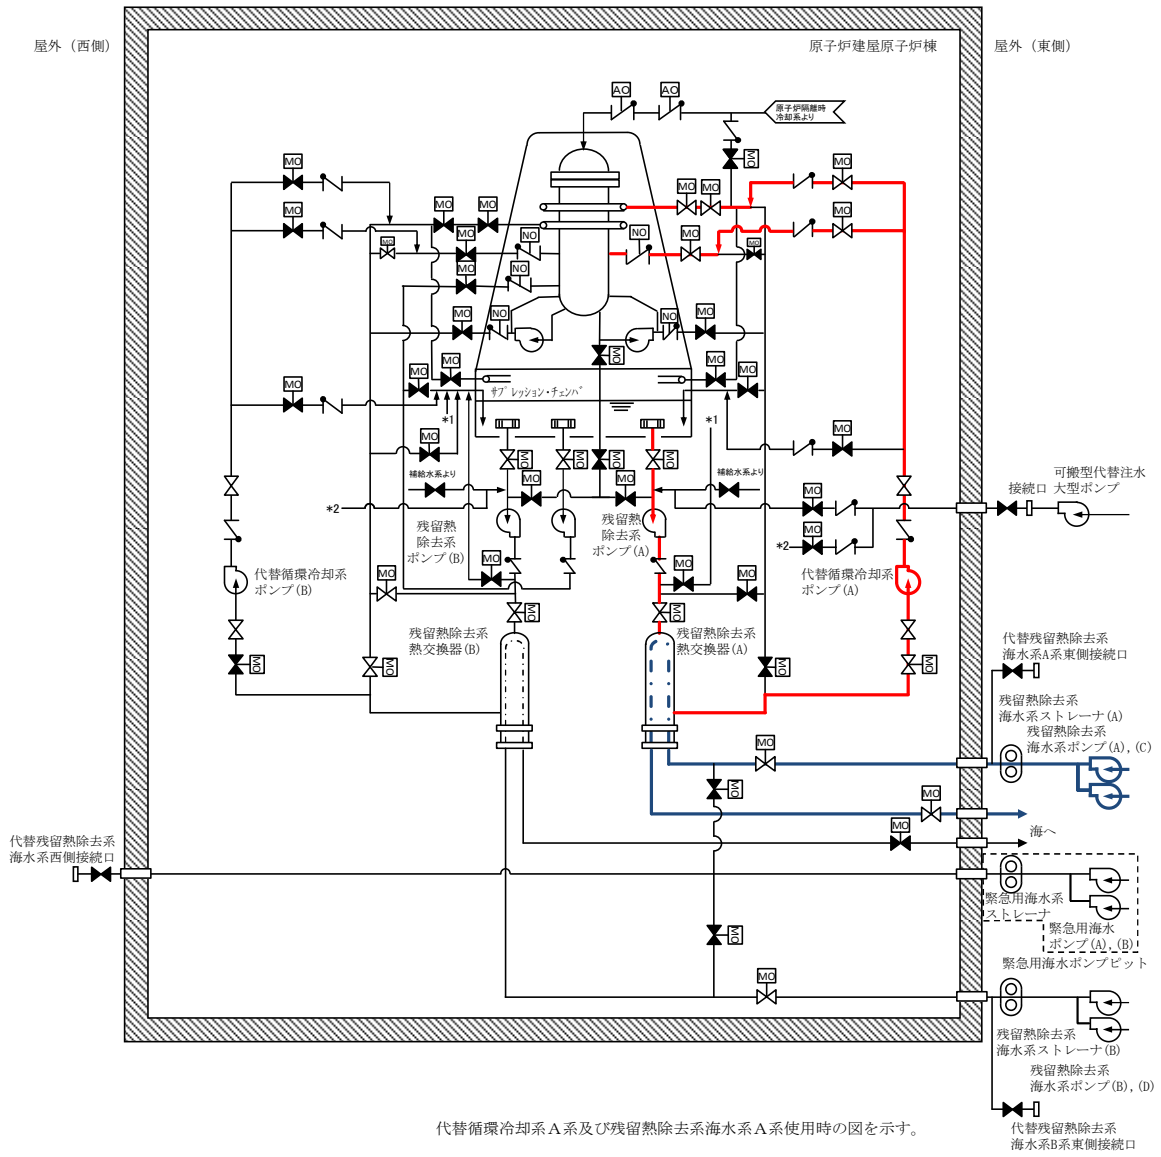 屋外（西側）
原子炉建屋原子炉棟
屋外（東側）
AO
AO
原子炉隔離時
冷却系より
MO
MO
MO
MO
MO
MO
MO
MO
MO
MO
MO
MO
NO
NO
MO
MO
MO
NO
MO
MO
NO
NO
MO
MO
MO
MO
MO
MO
MO
サプレッション・チェンバ
*1
*1
MO
MO
MO
MO
MO
MO
MO
補給水系より
MO
MO
補給水系より
MO
*2
*2
MO
残留熱
除去系
ポンプ(B)
残留熱
除去系
ポンプ(A)
接続口
可搬型代替注水
大型ポンプ
代替循環冷却系
ポンプ(B)
MO
MO
MO
MO
代替循環冷却系
ポンプ(A)
MO
MO
残留熱除去系
熱交換器(B)
残留熱除去系
熱交換器(A)
MO
MO
MO
MO
代替残留熱除去系
海水系A系東側接続口
残留熱除去系
海水系ストレーナ(A)
残留熱除去系
海水系ポンプ(A),(C)
MO
MO
MO
MO
海へ
代替残留熱除去系
海水系西側接続口
緊急用海水系
ストレーナ
緊急用海水
ポンプ(A),(B)
緊急用海水ポンプピット
MO
MO
残留熱除去系
海水系ストレーナ(B)
残留熱除去系
海水系ポンプ(B),(D)
代替残留熱除去系
海水系B系東側接続口
代替循環冷却系Ａ系及び残留熱除去系海水系Ａ系使用時の図を示す。